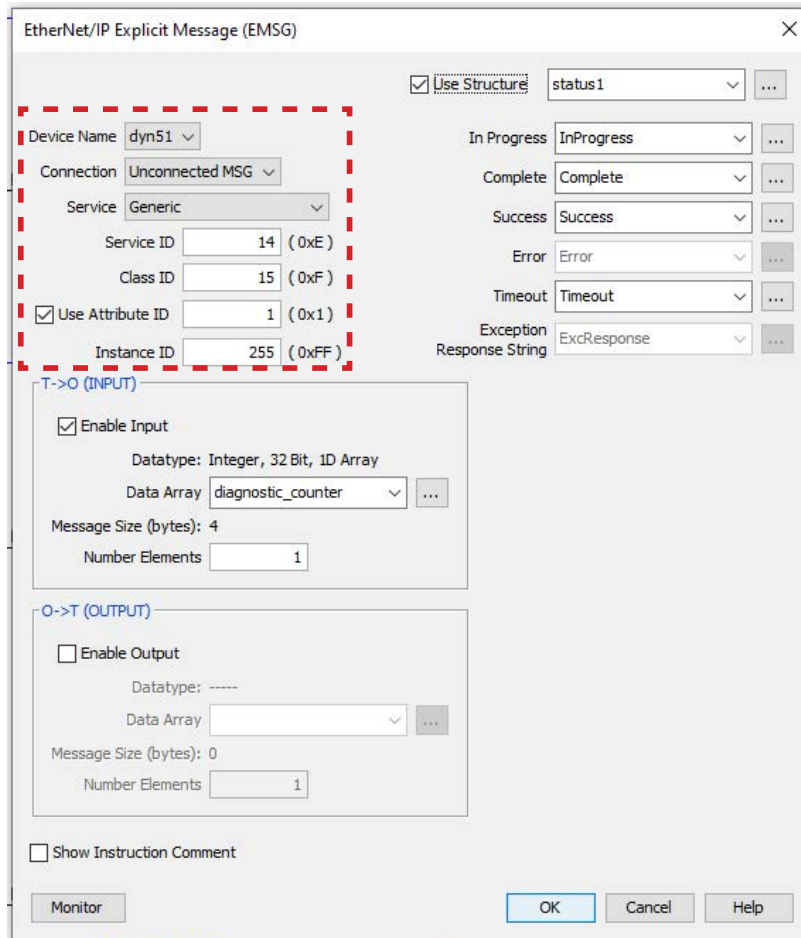 EtherNet/IP Explicit Message (EMSG)
Use Structure status1 ...
Device Name dyn51
Connection Unconnected MSG
Service Generic
Service ID 14 (0xE)
Class ID 15 (0xF)
Use Attribute ID 1 (0x1)
Instance ID 255 (0xFF)
In Progress InProgress ...
Complete Complete ...
Success Success ...
Error Error ...
Timeout Timeout ...
Exception
Response String ExcResponse ...
T->O (INPUT)
Enable Input
Datatype: Integer, 32 Bit, 1D Array
Data Array diagnostic_counter ...
Message Size (bytes): 4
Number Elements 1
O->T (OUTPUT)
Enable Output
Datatype: -----
Data Array ...
Message Size (bytes): 0
Number Elements 1
Show Instruction Comment
Monitor OK Cancel Help